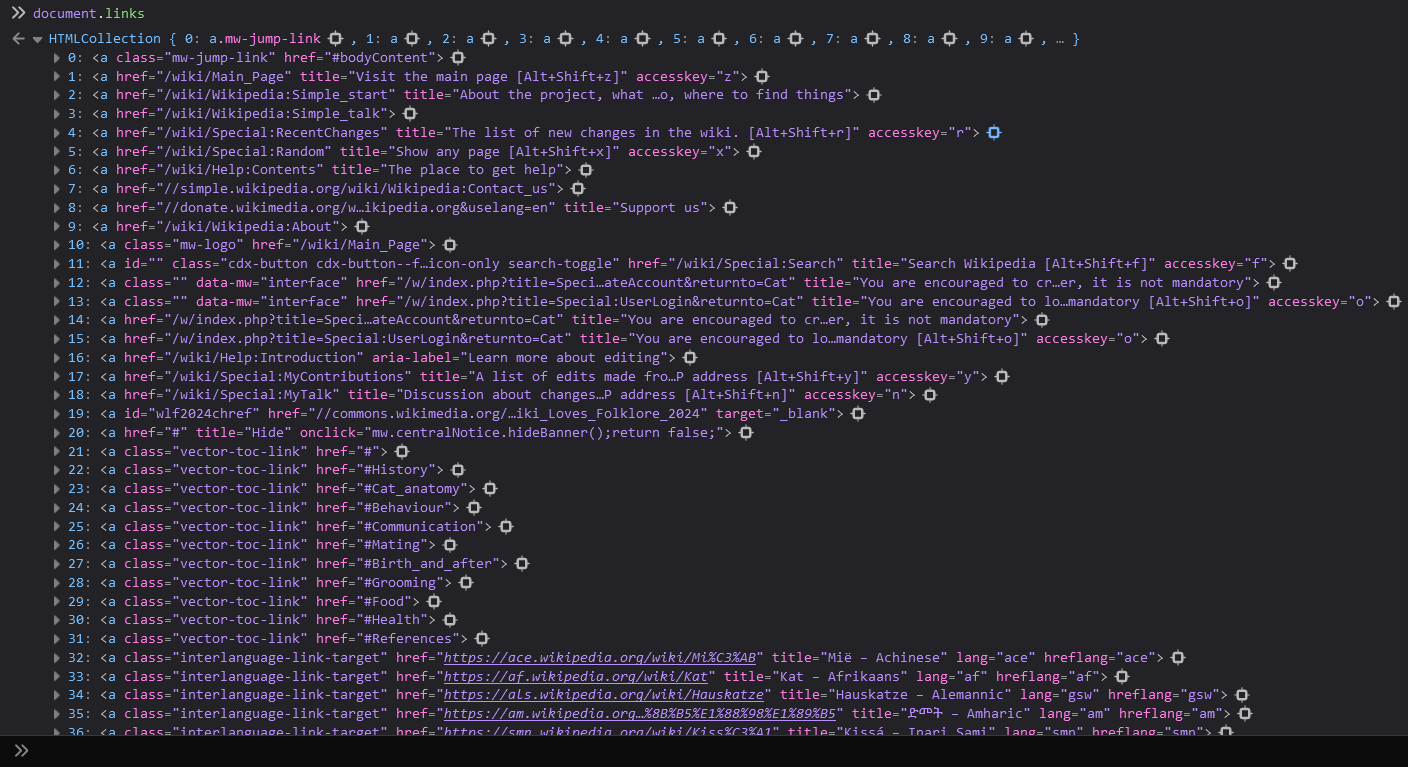 document.links
HTMLCollection { 0: a.mw-jump-link , 1: a , 2: a , 3: a , 4: a , 5: a , 6: a , 7: a , 8: a , 9: a , … }
0: <a class="mw-jump-link" href="#bodyContent">
1: <a href="/wiki/Main_Page" title="Visit the main page [Alt+Shift+z]" accesskey="z">
2: <a href="/wiki/Wikipedia:Simple_start" title="About the project, what …o, where to find things">
3: <a href="/wiki/Wikipedia:Simple_talk">
4: <a href="/wiki/Special:RecentChanges" title="The list of new changes in the wiki. [Alt+Shift+r]" accesskey="r">
5: <a href="/wiki/Special:Random" title="Show any page [Alt+Shift+x]" accesskey="x">
6: <a href="/wiki/Help:Contents" title="The place to get help">
7: <a href="//simple.wikipedia.org/wiki/Wikipedia:Contact_us">
8: <a href="//donate.wikimedia.org/w…ikipedia.org&uselang=en" title="Support us">
9: <a href="/wiki/Wikipedia:About">
10: <a class="mw-logo" href="/wiki/Main_Page">
11: <a id="" class="cdx-button cdx-button--f…icon-only search-toggle" href="/wiki/Special:Search" title="Search Wikipedia [Alt+Shift+f]" accesskey="f">
12: <a class="" data-mw="interface" href="/w/index.php?title=Speci…ateAccount&returnto=Cat" title="You are encouraged to cr…er, it is not mandatory">
13: <a class="" data-mw="interface" href="/w/index.php?title=Special:UserLogin&returnto=Cat" title="You are encouraged to lo…mandatory [Alt+Shift+o]" accesskey="o">
14: <a href="/w/index.php?title=Speci…ateAccount&returnto=Cat" title="You are encouraged to cr…er, it is not mandatory">
15: <a href="/w/index.php?title=Special:UserLogin&returnto=Cat" title="You are encouraged to lo…mandatory [Alt+Shift+o]" accesskey="o">
16: <a href="/wiki/Help:Introduction" aria-label="Learn more about editing">
17: <a href="/wiki/Special:MyContributions" title="A list of edits made fro…P address [Alt+Shift+y]" accesskey="y">
18: <a href="/wiki/Special:MyTalk" title="Discussion about changes…P address [Alt+Shift+n]" accesskey="n">
19: <a id="wlf2024chref" href="//commons.wikimedia.org/…iki_Loves_Folklore_2024" target="_blank">
20: <a href="#" title="Hide" onclick="mw.centralNotice.hideBanner();return false;">
21: <a class="vector-toc-link" href="#">
22: <a class="vector-toc-link" href="#History">
23: <a class="vector-toc-link" href="#Cat_anatomy">
24: <a class="vector-toc-link" href="#Behaviour">
25: <a class="vector-toc-link" href="#Communication">
26: <a class="vector-toc-link" href="#Mating">
27: <a class="vector-toc-link" href="#Birth_and_after">
28: <a class="vector-toc-link" href="#Grooming">
29: <a class="vector-toc-link" href="#Food">
30: <a class="vector-toc-link" href="#Health">
31: <a class="vector-toc-link" href="#References">
32: <a class="interlanguage-link-target" href="https://ace.wikipedia.org/wiki/Mi%C3%AB" title="Mië – Achinese" lang="ace" hreflang="ace">
33: <a class="interlanguage-link-target" href="https://af.wikipedia.org/wiki/Kat" title="Kat – Afrikaans" lang="af" hreflang="af">
34: <a class="interlanguage-link-target" href="https://als.wikipedia.org/wiki/Hauskatze" title="Hauskatze – Alemannic" lang="gsw" hreflang="gsw">
35: <a class="interlanguage-link-target" href="https://am.wikipedia.org…%8B%B5%E1%88%98%E1%89%B5" title="ድመት – Amharic" lang="am" hreflang="am">
36: <a class="interlanguage-link-target" href="https://smn.wikipedia.org/wiki/Kiss%C3%A1" title="Kissá – Inari Sami" lang="smn" hreflang="smn">